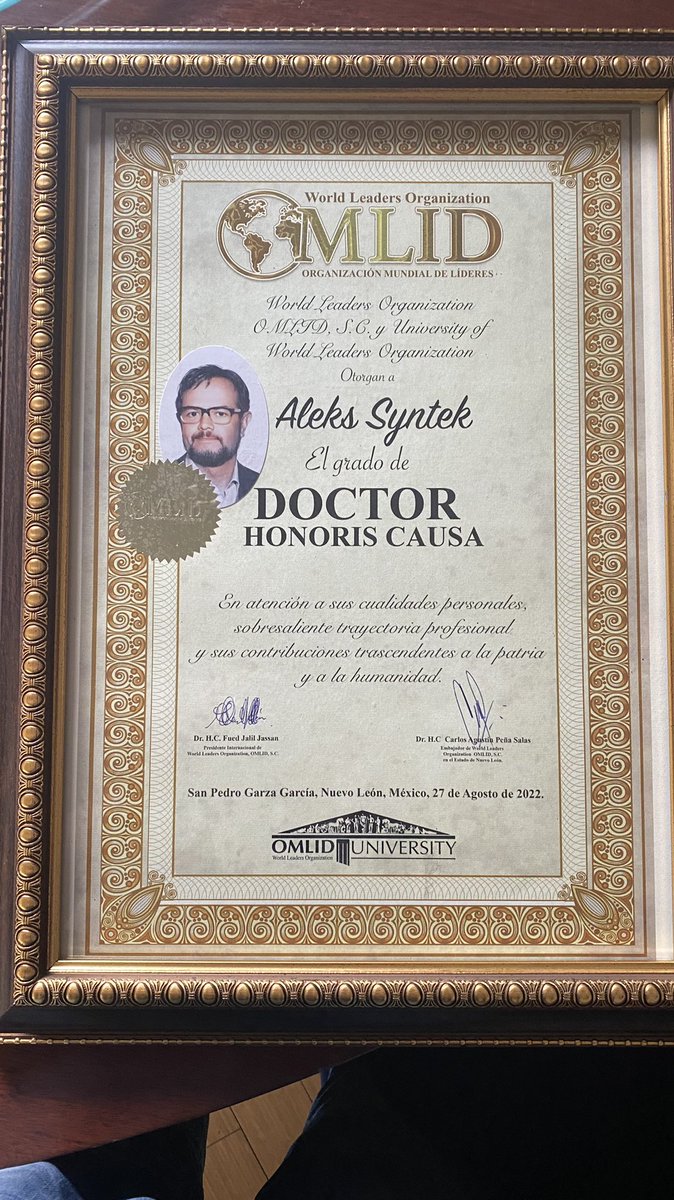 World Leaders Organization
OMLID
ORGANIZACIÓN MUNDIAL DE LÍDERES
World Leaders Organization
O.MLID, S.C. y University of
World Leaders Organization
Otorgan a
Aleks Syntek
El grado de
OMLID
DOCTOR
HONORIS CAUSA
En atención a sus cualidades personales,
sobresaliente trayectoria profesional
y sus contribuciones trascendentes a la patria
y a la humanidad.
Dr. H.C. Fued Jalil Jassan
Presidente Internacional de
World Leaders Organization, OMLID, S.C.
Dr. H.C Carlos Agustín Peña Salas
Embajador de World Leaders
Organization OMLID, S.C.
en el Estado de Nuevo León.
San Pedro Garza García, Nuevo León, México, 27 de Agosto de 2022.
OMLID UNIVERSITY
World Leaders Organization